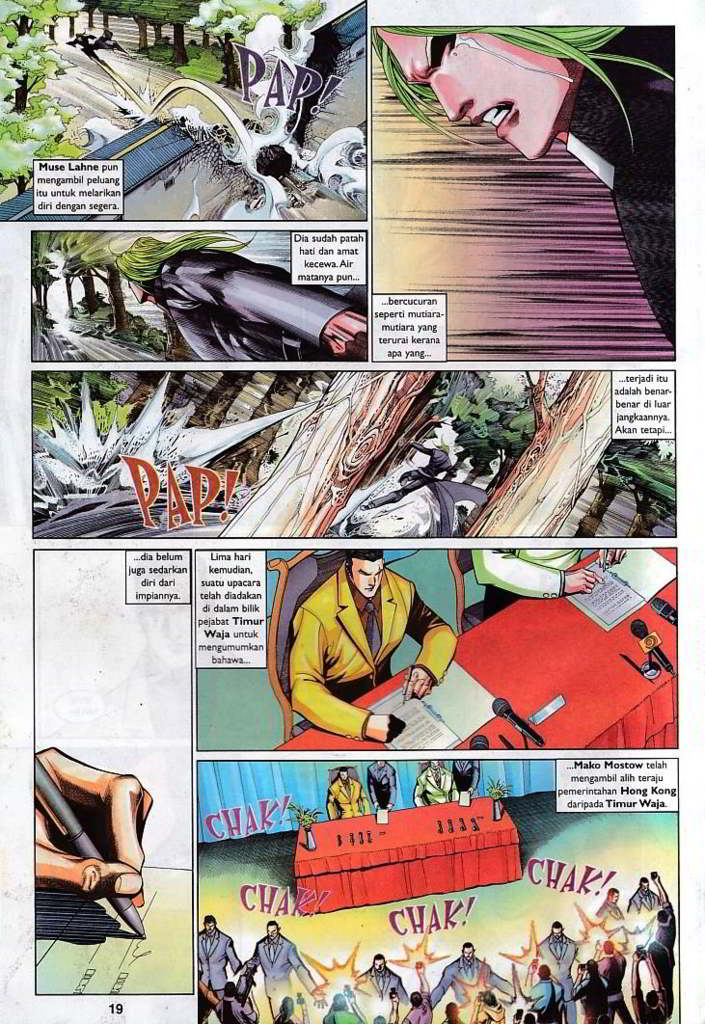 PAP!
Muse Lahne pun
mengambil peluang
itu untuk melarikan
diri dengan segera.
Dia sudah patah
hati dan amat
kecewa. Air
matanya pun...
...bercucuran
seperti mutiara-
mutiara yang
terurai kerana
apa yang...
...terjadi itu
adalah benar-
benar di luar
jangkaannya.
Akan tetapi...
PAP!
...dia belum
juga sedarkan
diri dari
impiannya.
Lima hari
kemudian,
suatu upacara
telah diadakan
di dalam bilik
pejabat Timur
Waja untuk
mengumumkan
bahawa...
...Mako Mostow telah
mengambil alih teraju
pemerintahan Hong Kong
daripada Timur Waja.
CHAK!
CHAK!
CHAK!
CHAK!
19